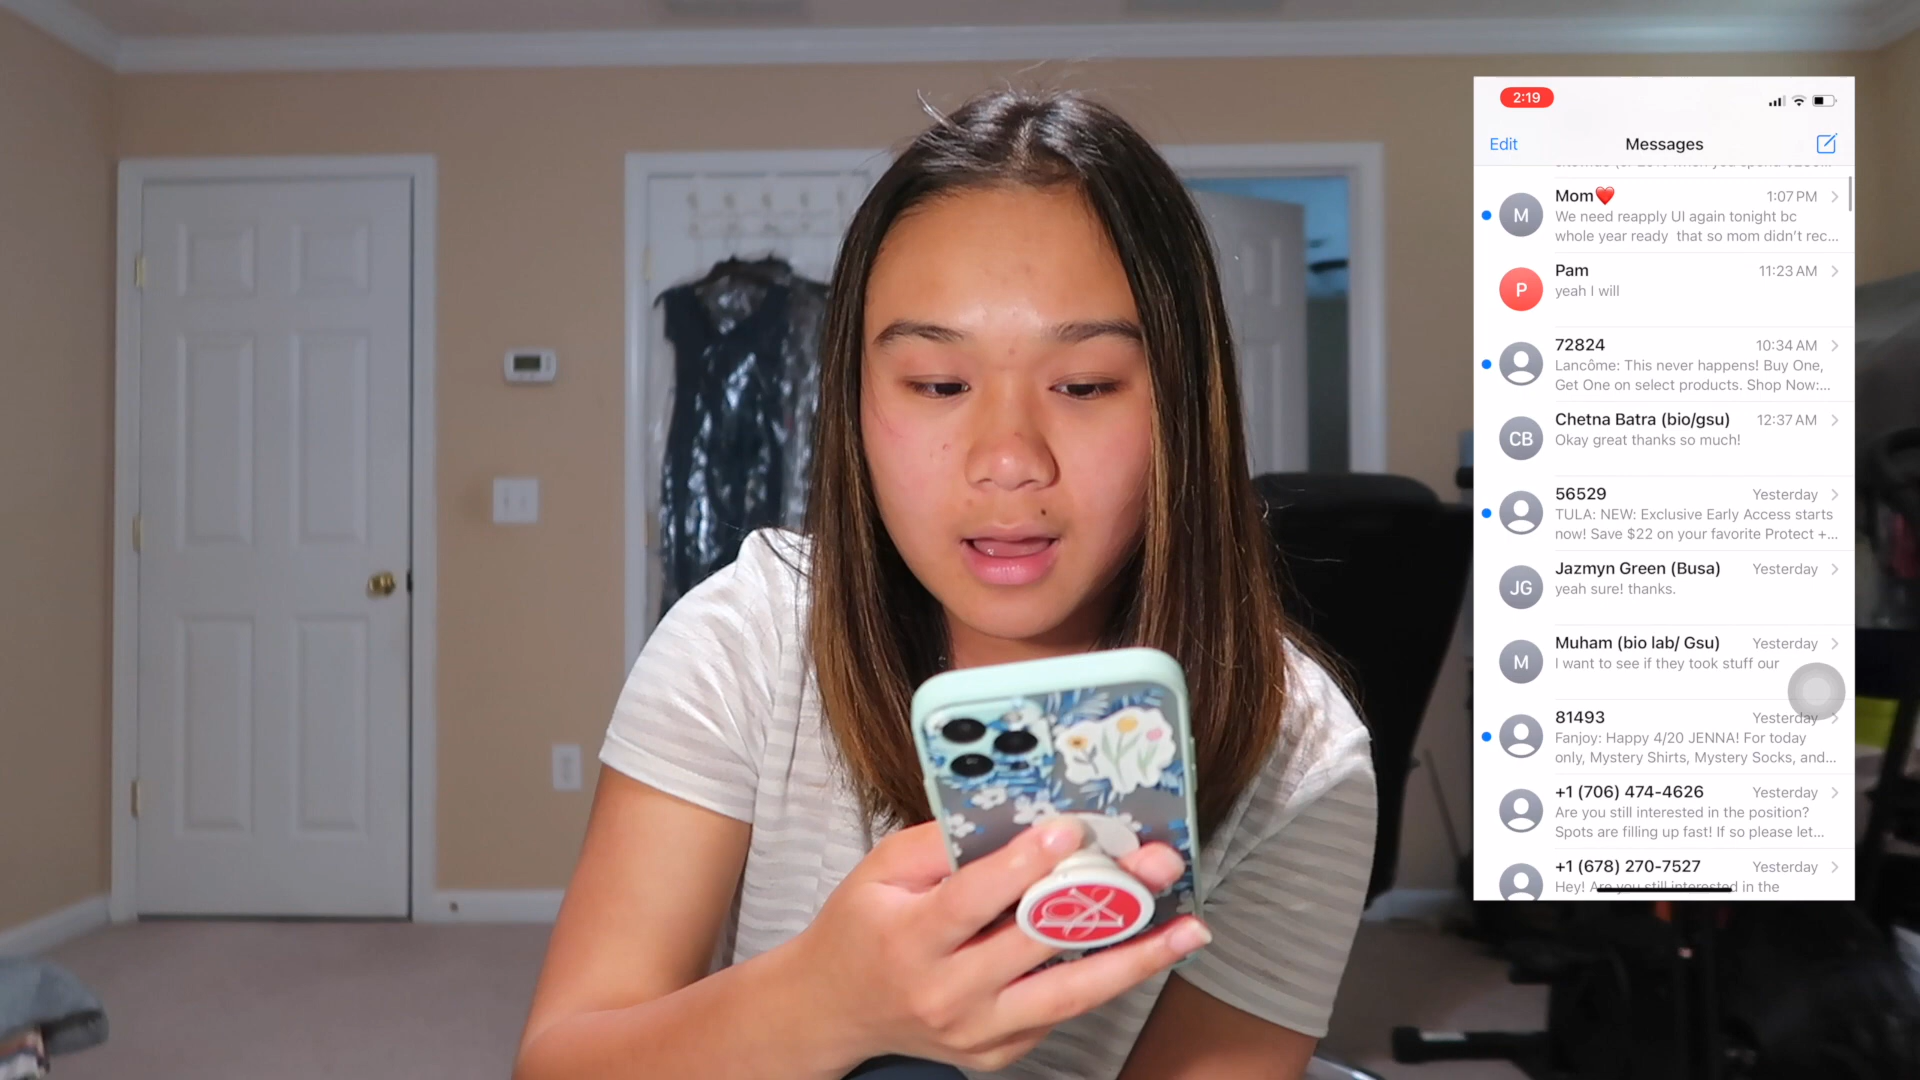 2:19
Edit
Messages
Mom❤️
1:07 PM
We need reapply UI again tonight bc
whole year ready that so mom didn't rec...
M
Pam
11:23 AM
yeah I will
P
72824
10:34 AM
Lancôme: This never happens! Buy One,
Get One on select products. Shop Now:...
Chetna Batra (bio/gsu)
12:37 AM
Okay great thanks so much!
CB
56529
Yesterday
TULA: NEW: Exclusive Early Access starts
now! Save $22 on your favorite Protect +...
Jazmyn Green (Busa)
Yesterday
yeah sure! thanks.
JG
Muham (bio lab/ Gsu)
Yesterday
I want to see if they took stuff our
M
81493
Yesterday
Fanjoy: Happy 4/20 JENNA! For today
only, Mystery Shirts, Mystery Socks, and...
+1 (706) 474-4626
Yesterday
Are you still interested in the position?
Spots are filling up fast! If so please let...
+1 (678) 270-7527
Yesterday
Hey! Are you still interested in the